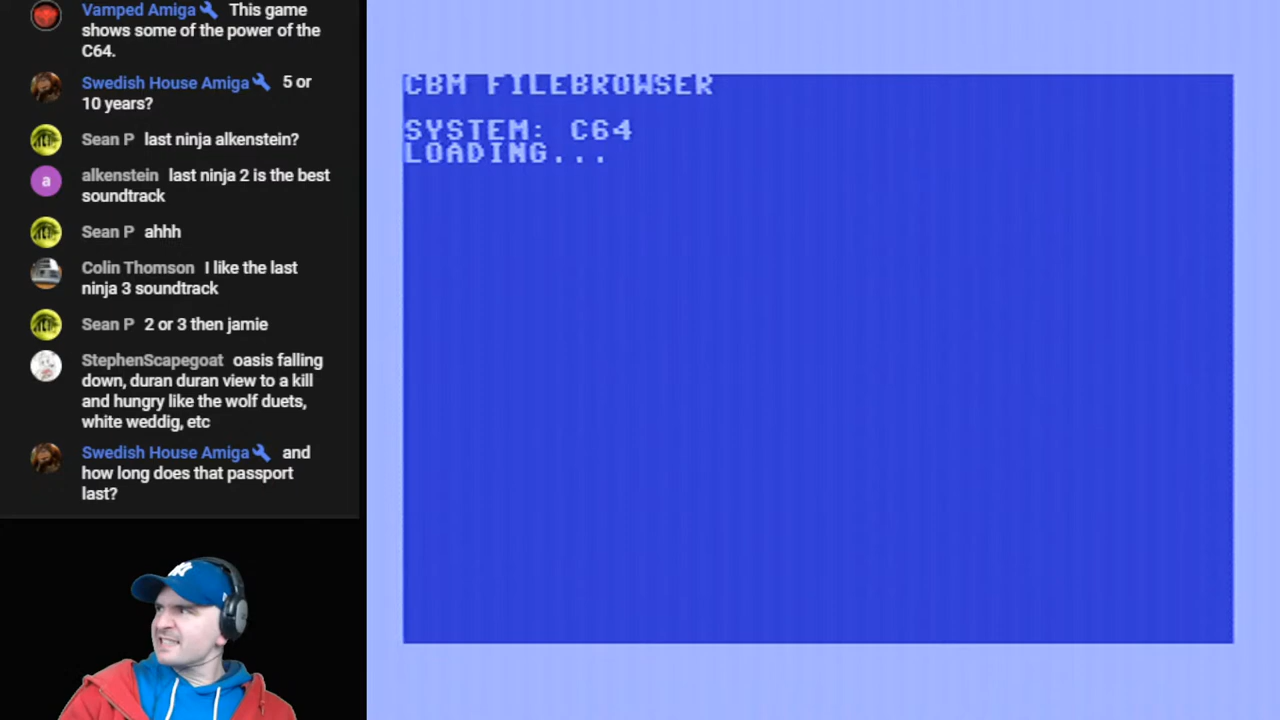 Vamped Amiga This game
shows some of the power of the
C64.
Swedish House Amiga 5 or
10 years?
Sean P last ninja alkenstein?
a
alkenstein last ninja 2 is the best
soundtrack
Sean P ahhh
Colin Thomson I like the last
ninja 3 soundtrack
Sean P 2 or 3 then jamie
StephenScapegoat oasis falling
down, duran duran view to a kill
and hungry like the wolf duets,
white weddig, etc
Swedish House Amiga and
how long does that passport
last?
CBM FILEBROWSER
SYSTEM: C64
LOADING...